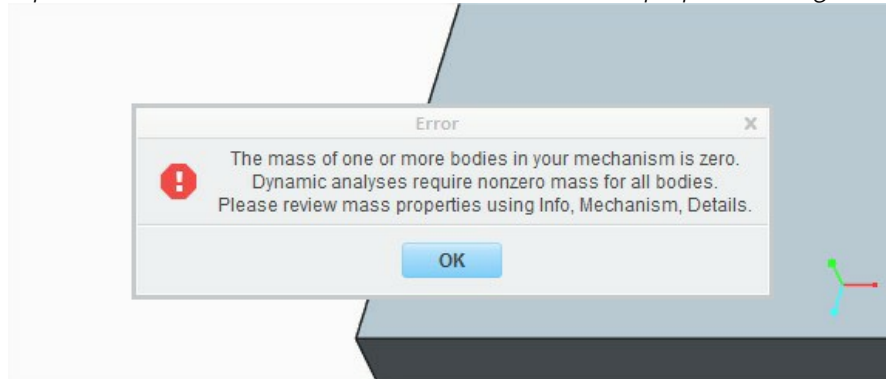 Error
The mass of one or more bodies in your mechanism is zero.
Dynamic analyses require nonzero mass for all bodies.
Please review mass properties using Info, Mechanism, Details.
OK